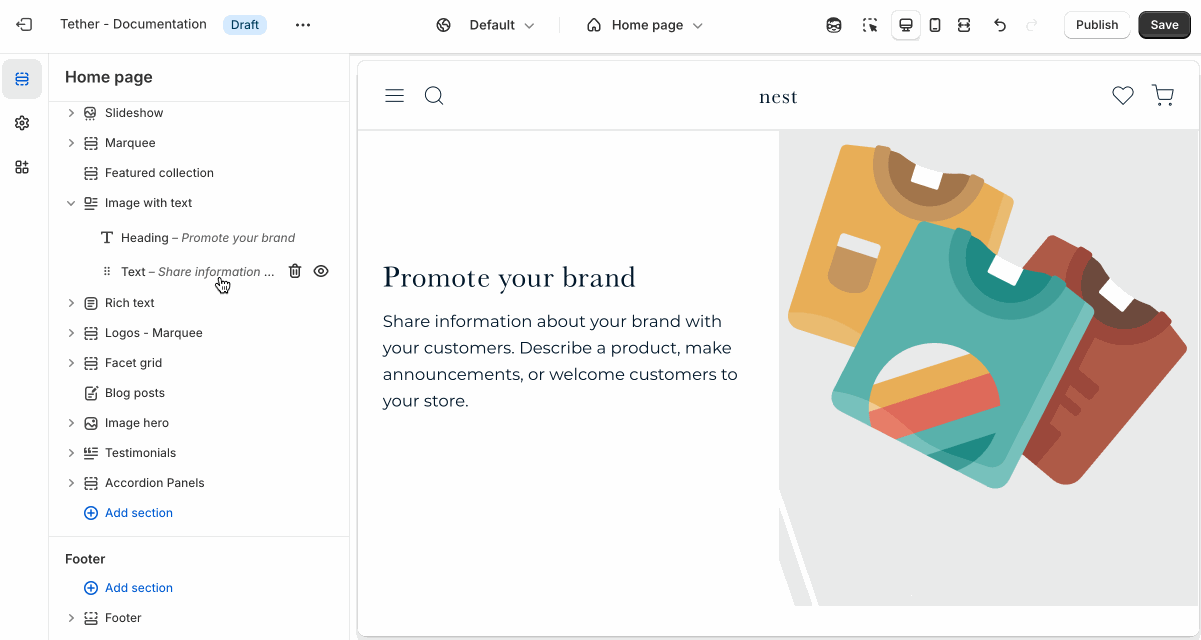 Tether - Documentation Draft Default Home page Publish Save
Home page
Slideshow
Marquee
Featured collection
Image with text
Heading – Promote your brand
Text – Share information ...
Rich text
Logos - Marquee
Facet grid
Blog posts
Image hero
Testimonials
Accordion Panels
Add section
Footer
Add section
Footer
nest
Promote your brand
Share information about your brand with
your customers. Describe a product, make
announcements, or welcome customers to
your store.